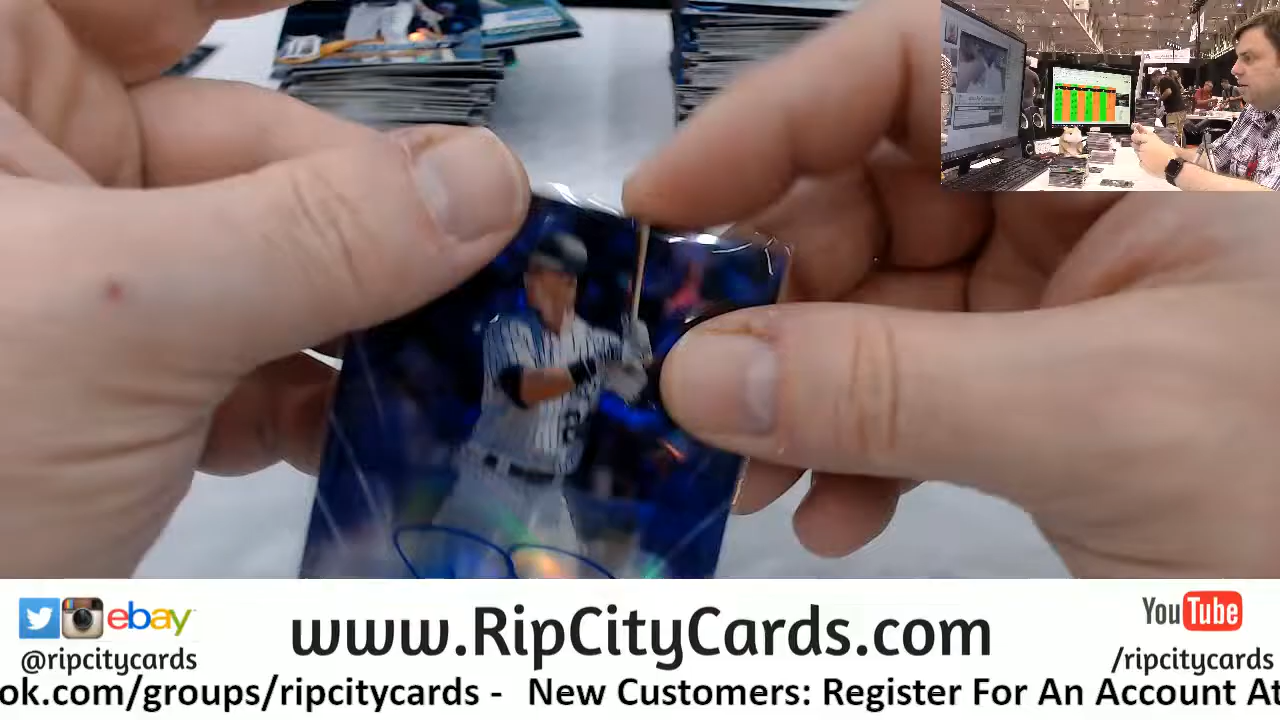 ebay
www.RipCityCards.com
YouTube
@ripcitycards
/ripcitycards
ok.com/groups/ripcitycards - New Customers: Register For An Account At